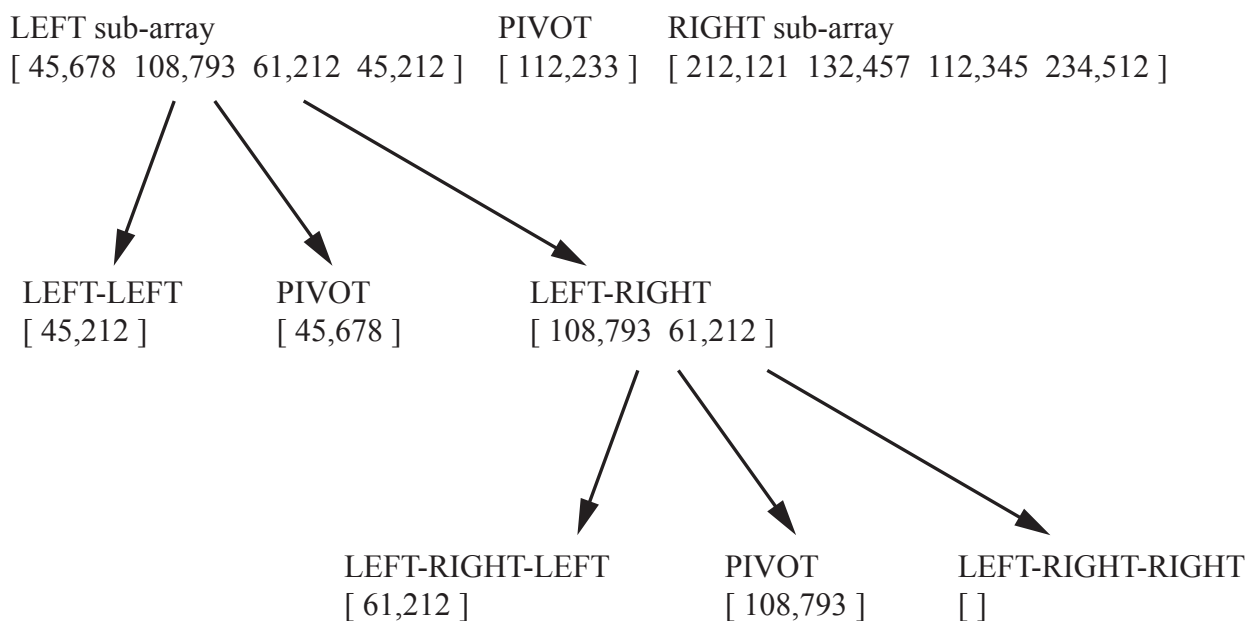 LEFT sub-array PIVOT RIGHT sub-array
[ 45,678 108,793 61,212 45,212 ] [ 112,233 ] [ 212,121 132,457 112,345 234,512 ]
LEFT-LEFT PIVOT LEFT-RIGHT
[ 45,212 ] [ 45,678 ] [ 108,793 61,212 ]
LEFT-RIGHT-LEFT PIVOT LEFT-RIGHT-RIGHT
[ 61,212 ] [ 108,793 ] [ ]